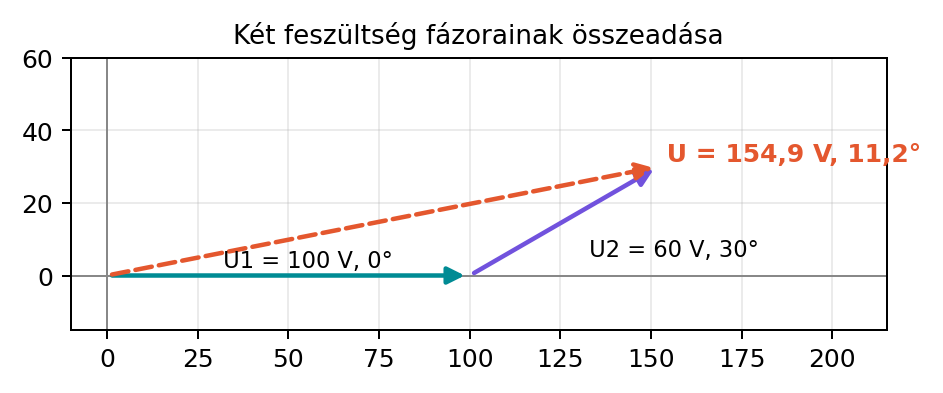 Két feszültség fázorainak összeadása
60
40
20
0
U = 154,9 V, 11,2°
U1 = 100 V, 0°
U2 = 60 V, 30°
0 25 50 75 100 125 150 175 200